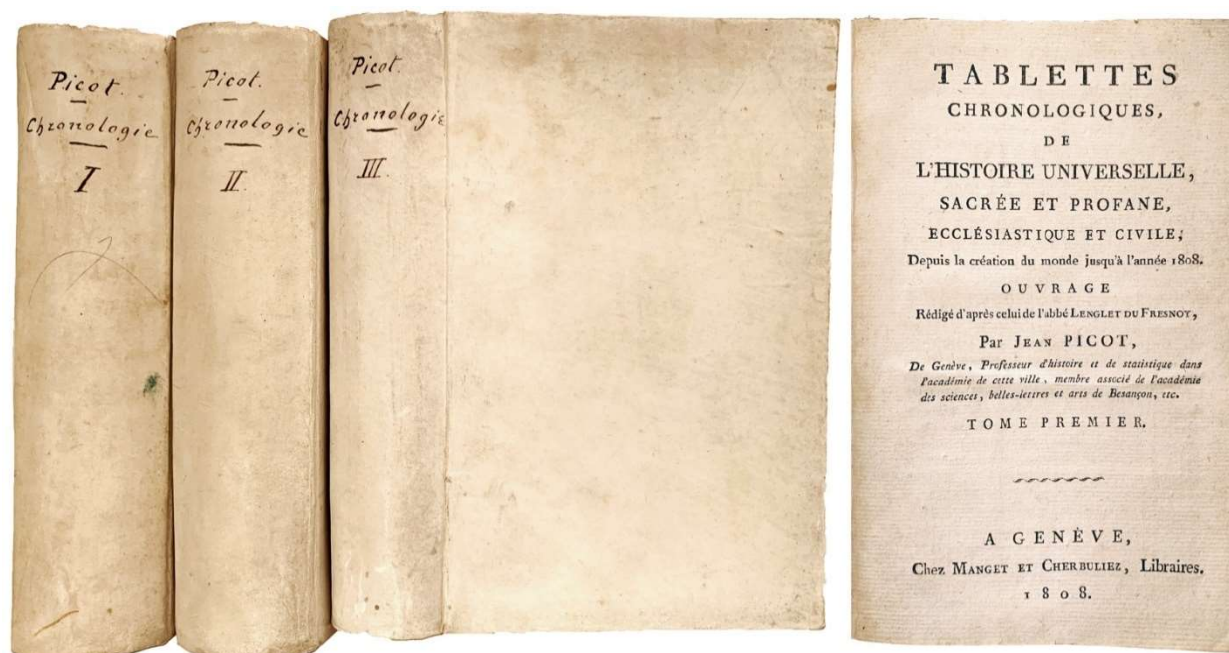 Picot.
Chronologie
I
Picot.
Chronologie
II.
Picot.
Chronologie
III.
TABLETTES
CHRONOLOGIQUES,
DE
L'HISTOIRE UNIVERSELLE,
SACRÉE ET PROFANE,
ECCLÉSIASTIQUE ET CIVILE;
Depuis la création du monde jusqu'à l'année 1808.
OUVRAGE
Rédigé d'après celui de l'abbé LENGLET DU FRESNOY,
Par JEAN PICOT,
De Genève, Professeur d'histoire et de statistique dans
l'académie de cette ville, membre associé de l'académie
des sciences, belles-lettres et arts de Besançon, etc.
TOME PREMIER.
A GENÈVE,
Chez MANGET ET CHERBULIEZ, Libraires.
1808.